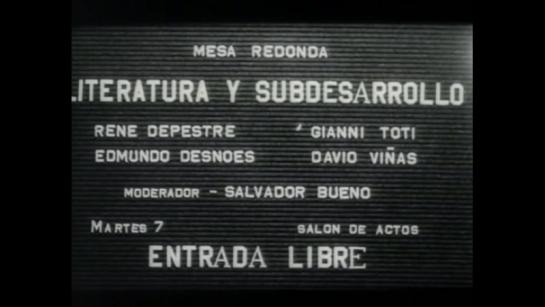 MESA REDONDA
LITERATURA Y SUBDESARROLLO
RENE DEPESTRE ' GIANNI TOTI
EDMUNDO DESNOES DAVID VIÑAS
MODERADOR - SALVADOR BUENO
MARTES 7 SALON DE ACTOS
ENTRADA LIBRE